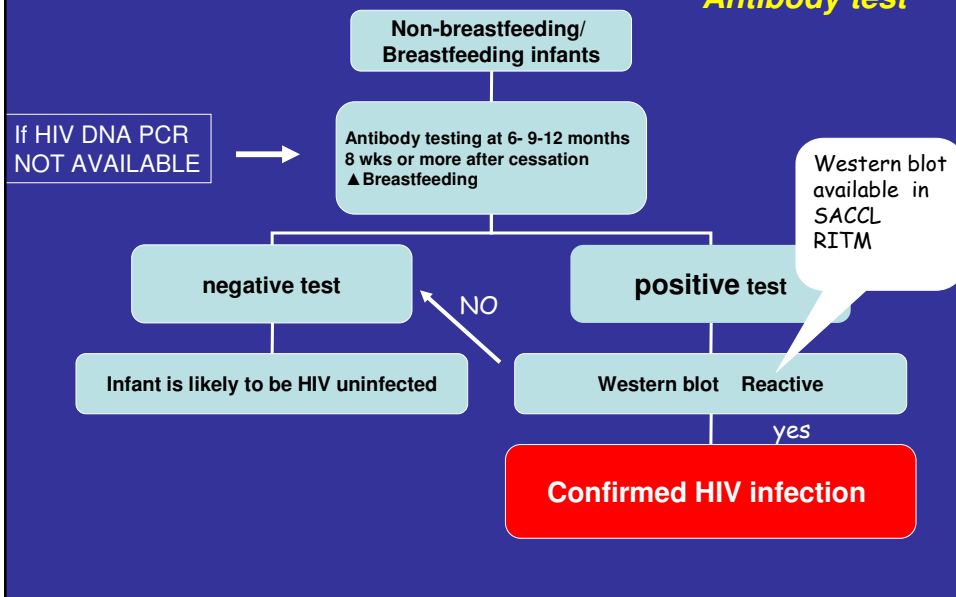 Antibody test
Non-breastfeeding/
Breastfeeding infants
If HIV DNA PCR
NOT AVAILABLE
Antibody testing at 6- 9-12 months
8 wks or more after cessation
▲Breastfeeding
Western blot
available in
SACCL
RITM
negative test
NO
positive test
Infant is likely to be HIV uninfected
Western blot Reactive
yes
Confirmed HIV infection